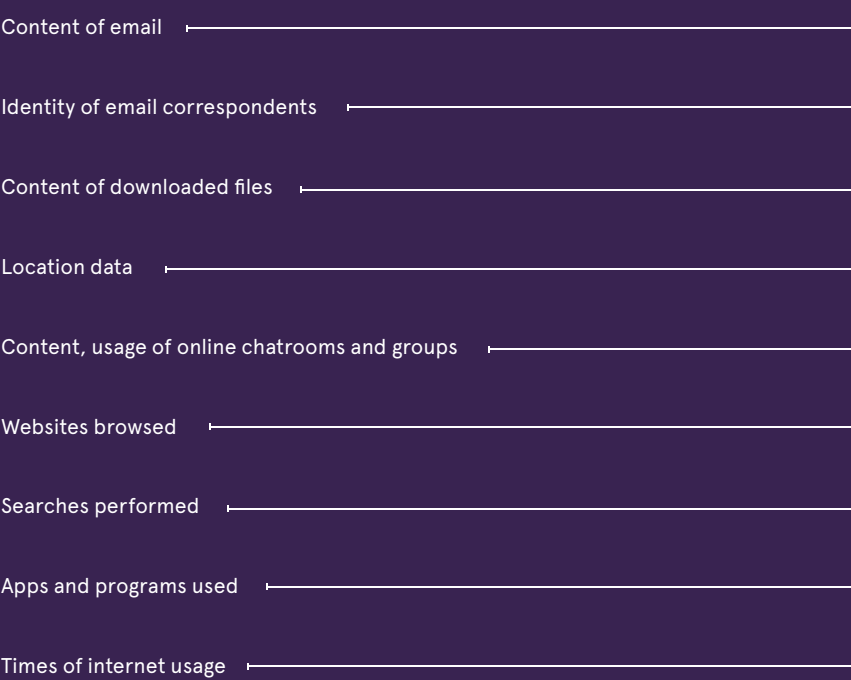 Content of email
Identity of email correspondents
Content of downloaded files
Location data
Content, usage of online chatrooms and groups
Websites browsed
Searches performed
Apps and programs used
Times of internet usage